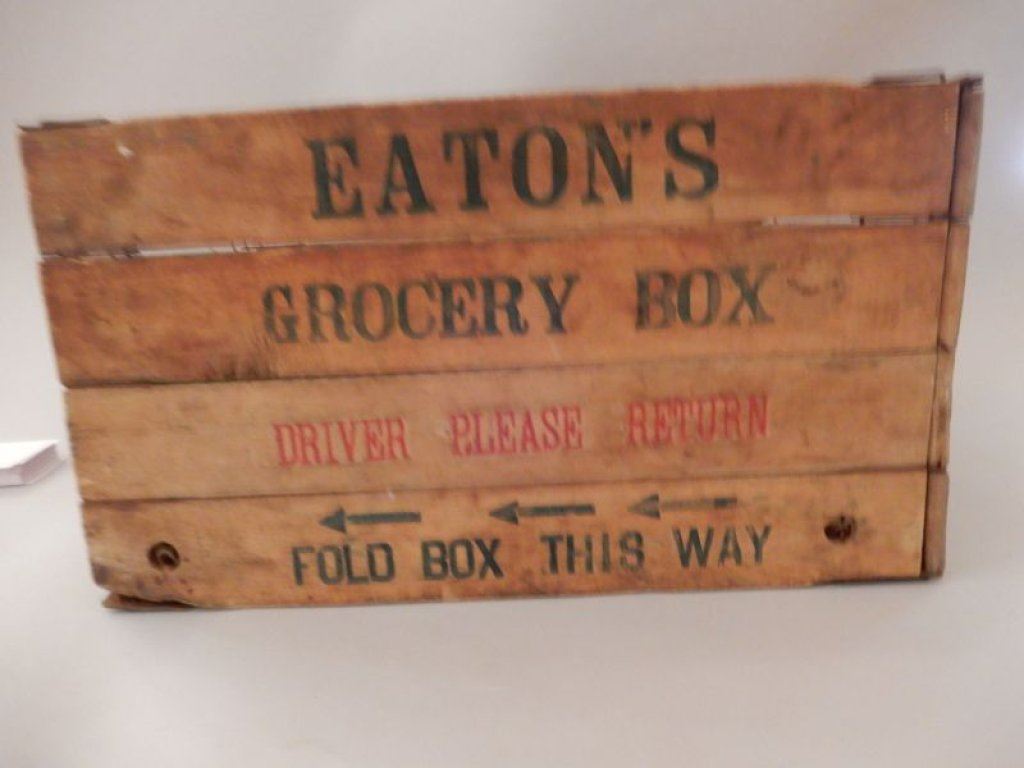 EATON'S
GROCERY BOX
DRIVER PLEASE RETURN
FOLD BOX THIS WAY